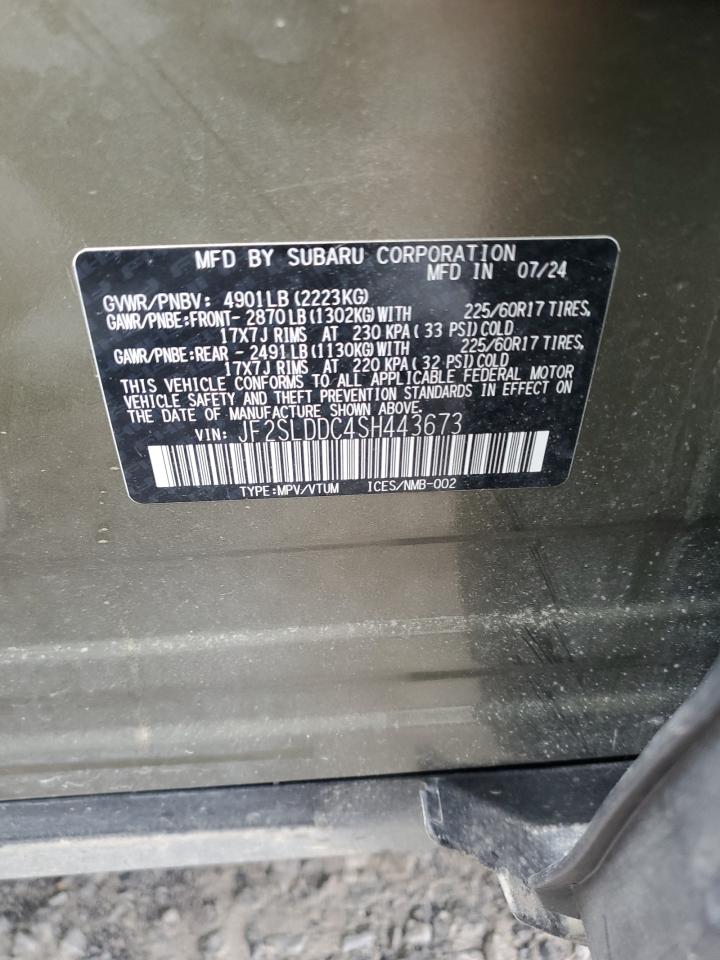 MFD BY SUBARU CORPORATION
MFD IN 07/24
GVWR/PNBV: 4901LB (2223KG)
GAWR/PNBE:FRONT- 2870 LB (1302KG) WITH 225/60R17 TIRES,
17X7J RIMS AT 230 KPA ( 33 PSI) COLD
GAWR/PNBE:REAR - 2491 LB (1130KG) WITH 225/60R17 TIRES,
17X7J RIMS AT 220 KPA ( 32 PSI) COLD
THIS VEHICLE CONFORMS TO ALL APPLICABLE FEDERAL MOTOR
VEHICLE SAFETY AND THEFT PREVENTION STANDARDS IN EFFECT ON
THE DATE OF MANUFACTURE SHOWN ABOVE.
VIN: JF2SLDDC4SH443673
TYPE:MPV/VTUM ICES/NMB-002